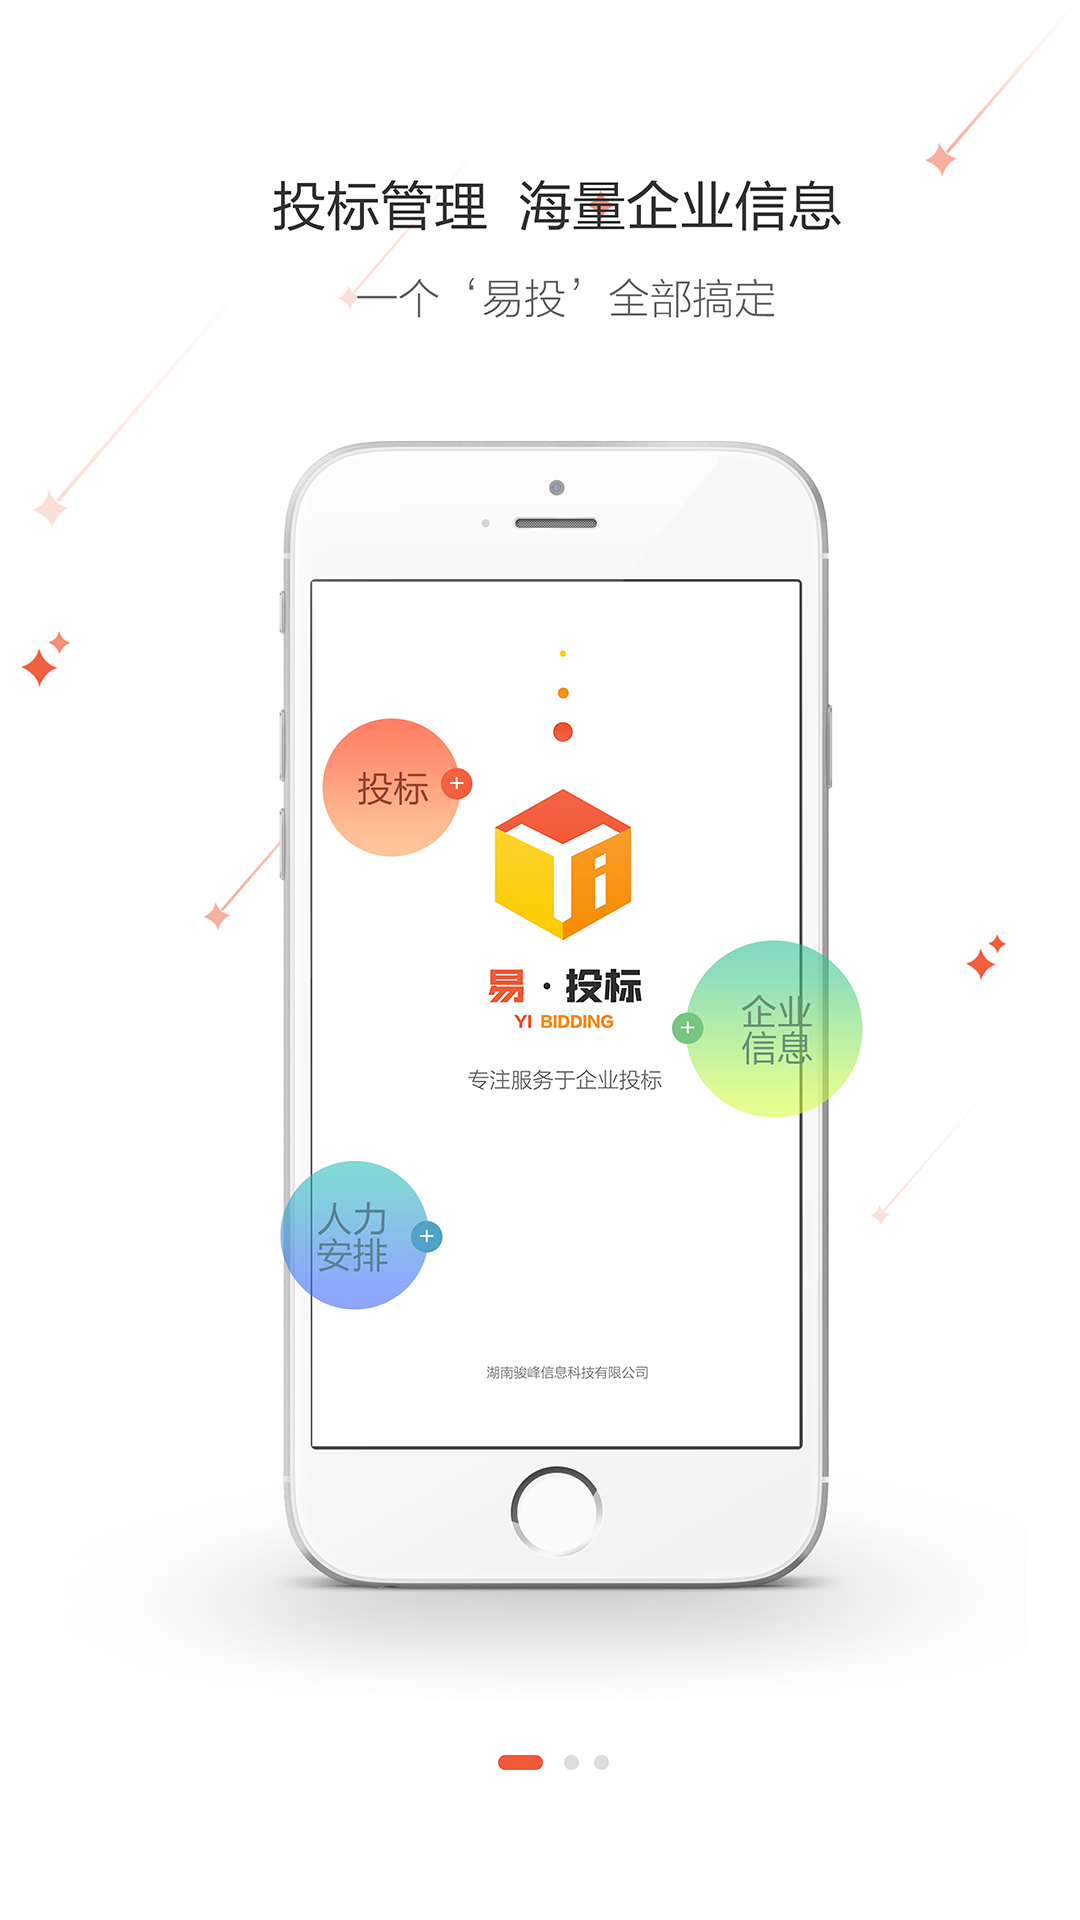 投标管理 海量企业信息
一个‘易投’全部搞定
投标
Yi
易·投标
YI BIDDING
企业
信息
专注服务于企业投标
人力
安排
湖南骏峰信息科技有限公司